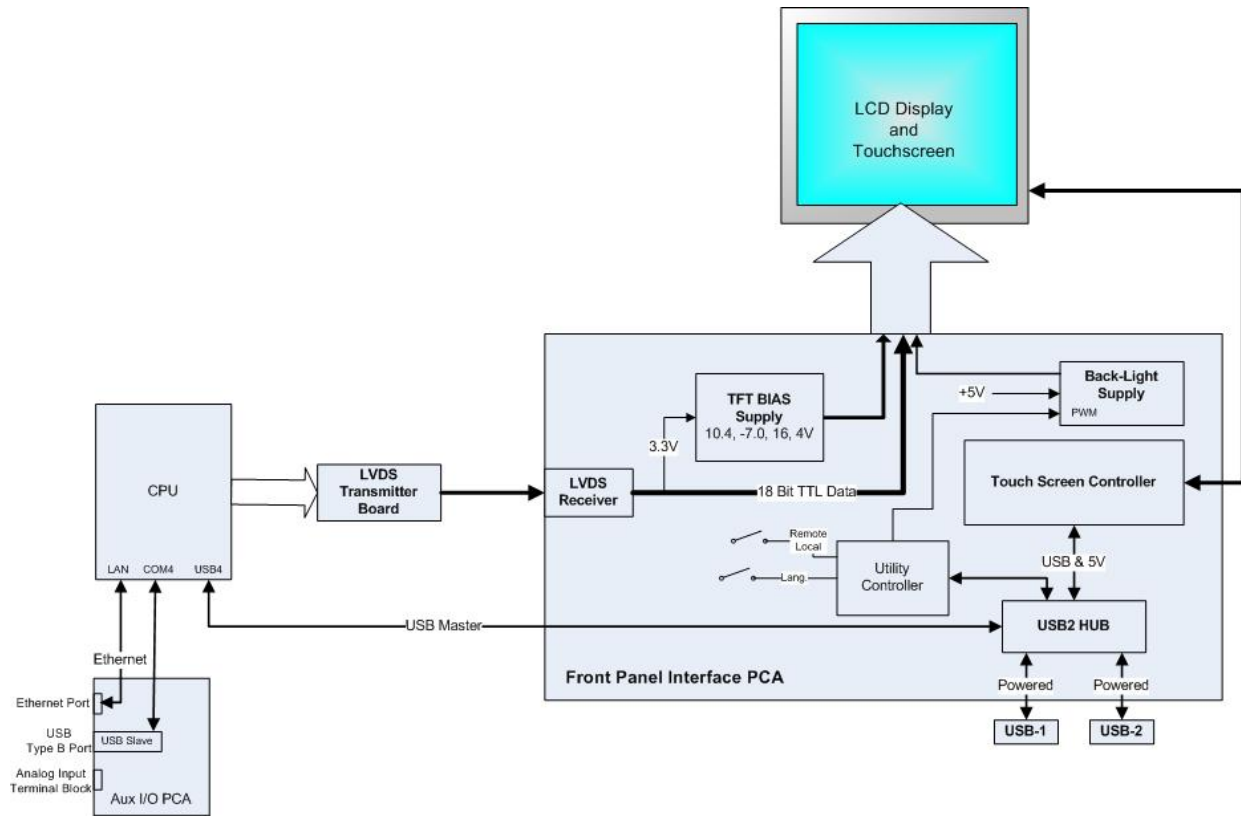 LCD Display
and
Touchscreen
TFT BIAS
Supply
10.4, -7.0, 16, 4V
Back-Light
Supply
PWM
+5V
3.3V
CPU
LAN
COM4
USB4
LVDS
Transmitter
Board
LVDS
Receiver
18 Bit TTL Data
Touch Screen Controller
Remote
Local
Lang.
Utility
Controller
USB & 5V
USB2 HUB
USB Master
Ethernet
Front Panel Interface PCA
Powered
Powered
USB-1
USB-2
Ethernet Port
USB
Type B Port
USB Slave
Analog Input
Terminal Block
Aux I/O PCA